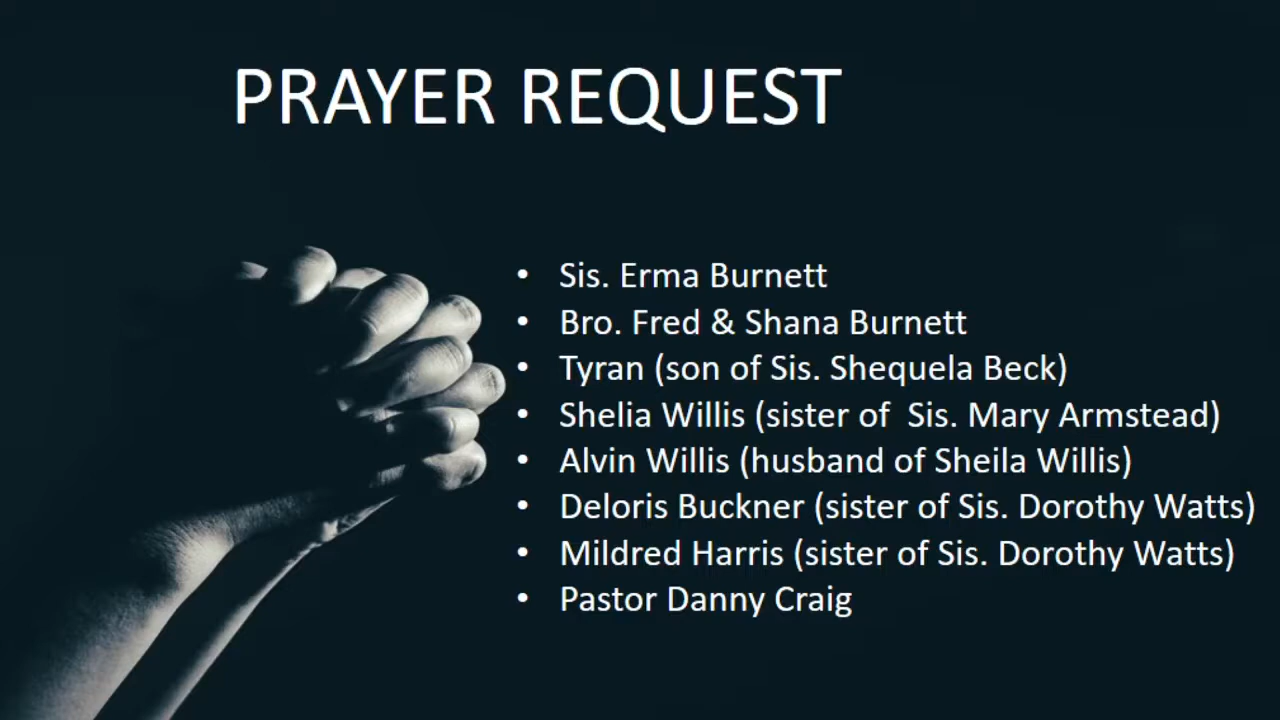 PRAYER REQUEST
• Sis. Erma Burnett
• Bro. Fred & Shana Burnett
• Tyran (son of Sis. Shequela Beck)
• Shelia Willis (sister of  Sis. Mary Armstead)
• Alvin Willis (husband of Sheila Willis)
• Deloris Buckner (sister of Sis. Dorothy Watts)
• Mildred Harris (sister of Sis. Dorothy Watts)
• Pastor Danny Craig